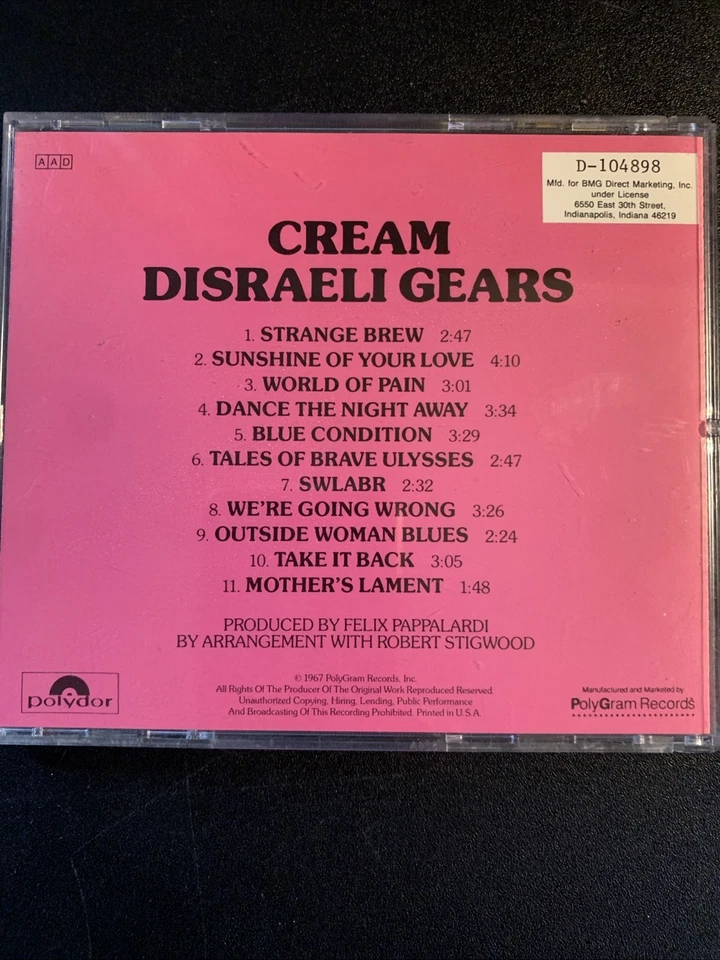 AAD
D-104898
Mfd. for BMG Direct Marketing, Inc.
under License
6550 East 30th Street,
Indianapolis, Indiana 46219
CREAM
DISRAELI GEARS
1. STRANGE BREW 2:47
2. SUNSHINE OF YOUR LOVE 4:10
3. WORLD OF PAIN 3:01
4. DANCE THE NIGHT AWAY 3:34
5. BLUE CONDITION 3:29
6. TALES OF BRAVE ULYSSES 2:47
7. SWLABR 2:32
8. WE'RE GOING WRONG 3:26
9. OUTSIDE WOMAN BLUES 2:24
10. TAKE IT BACK 3:05
11. MOTHER'S LAMENT 1:48
PRODUCED BY FELIX PAPPALARDI
BY ARRANGEMENT WITH ROBERT STIGWOOD
polydor
© 1967 PolyGram Records, Inc.
All Rights Of The Producer Of The Original Work Reproduced Reserved.
Unauthorized Copying, Hiring, Lending, Public Performance
And Broadcasting Of This Recording Prohibited. Printed in U.S.A.
Manufactured and Marketed by
PolyGram Records